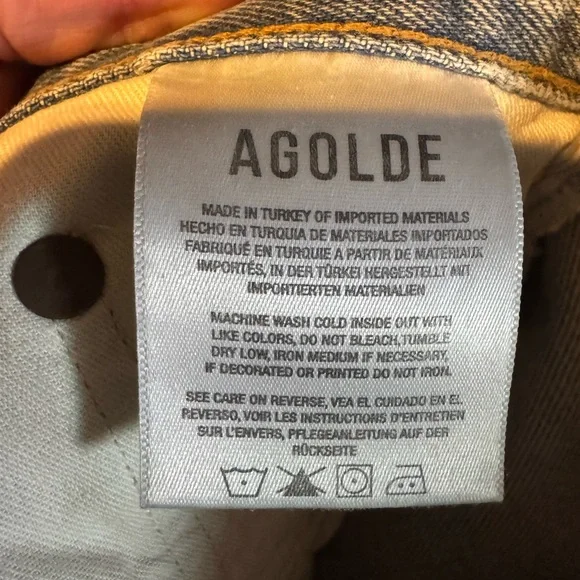 AGOLDE
MADE IN TURKEY OF IMPORTED MATERIALS
HECHO EN TURQUIA DE MATERIALES IMPORTADOS
FABRIQUÉ EN TURQUIE A PARTIR DE MATÉRIAUX
IMPORTÉS, IN DER TÜRKEI HERGESTELLT MIT
IMPORTIERTEN MATERIALIEN
MACHINE WASH COLD INSIDE OUT WITH
LIKE COLORS, DO NOT BLEACH, TUMBLE
DRY LOW, IRON MEDIUM IF NECESSARY,
IF DECORATED OR PRINTED DO NOT IRON.
SEE CARE ON REVERSE, VEA EL CUIDADO EN EL
REVERSO, VOIR LES INSTRUCTIONS D'ENTRETIEN
SUR L'ENVERS, PFLEGEANLEITUNG AUF DER
RÜCKSEITE